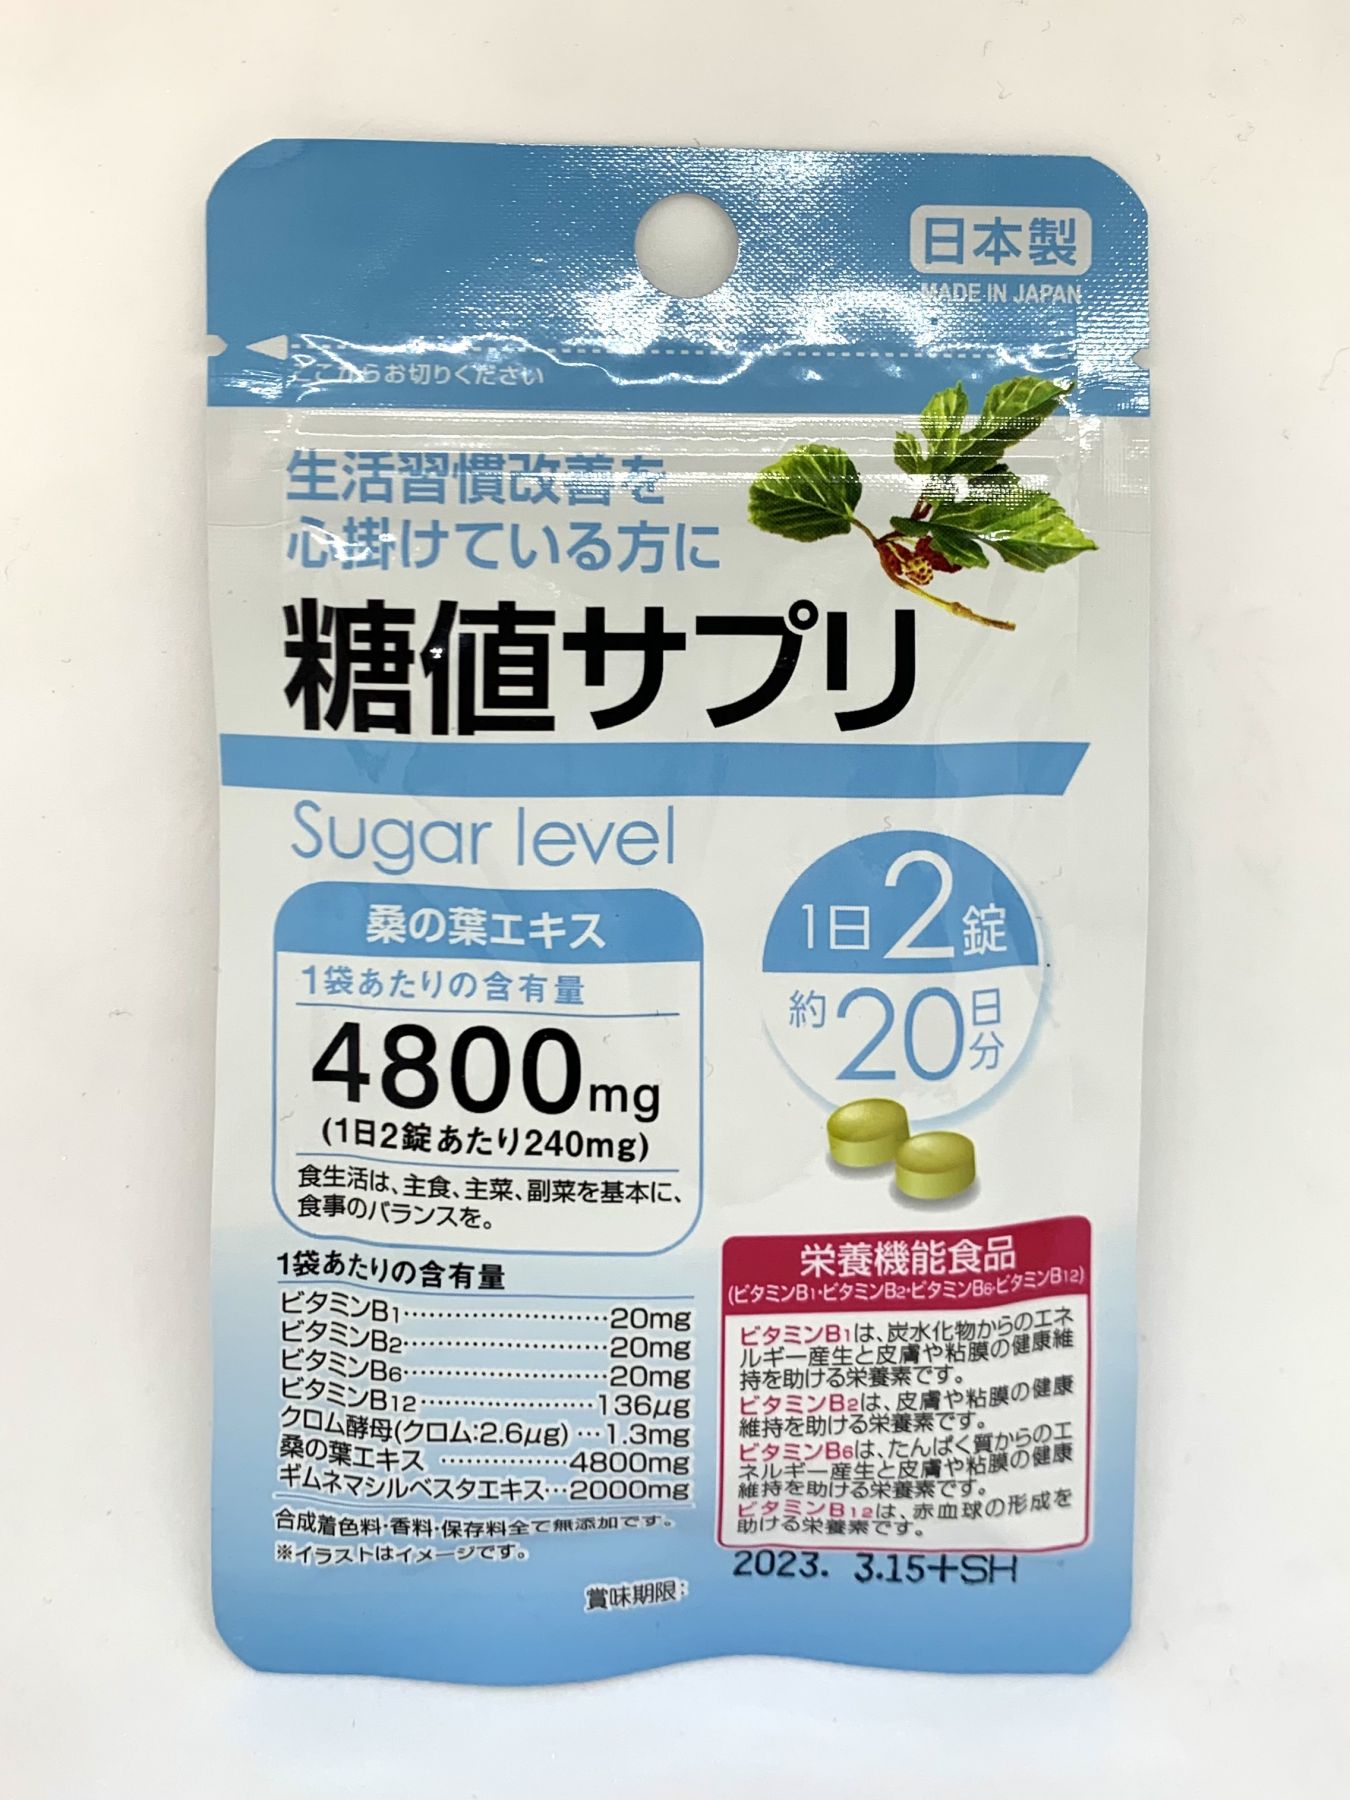 日本製
MADE IN JAPAN
ここからお切りください
生活習慣改善を
心掛けている方に
糖値サプリ
Sugar level
桑の葉エキス
1袋あたりの含有量
4800mg
(1日2錠あたり240mg)
食生活は、主食、主菜、副菜を基本に、
食事のバランスを。
1日2錠
約20日分
1袋あたりの含有量
ビタミンB1……………………20mg
ビタミンB2……………………20mg
ビタミンB6……………………20mg
ビタミンB12…………………136μg
クロム酵母(クロム:2.6μg)…1.3mg
桑の葉エキス……………4800mg
ギムネマシルベスタエキス…2000mg
合成着色料・香料・保存料全て無添加です。
※イラストはイメージです。
栄養機能食品
(ビタミンB1・ビタミンB2・ビタミンB6・ビタミンB12)
ビタミンB1は、炭水化物からのエネ
ルギー産生と皮膚や粘膜の健康維
持を助ける栄養素です。
ビタミンB2は、皮膚や粘膜の健康
維持を助ける栄養素です。
ビタミンB6は、たんぱく質からのエ
ネルギー産生と皮膚や粘膜の健康
維持を助ける栄養素です。
ビタミンB12は、赤血球の形成を
助ける栄養素です。
賞味期限:
2023. 3.15+SH